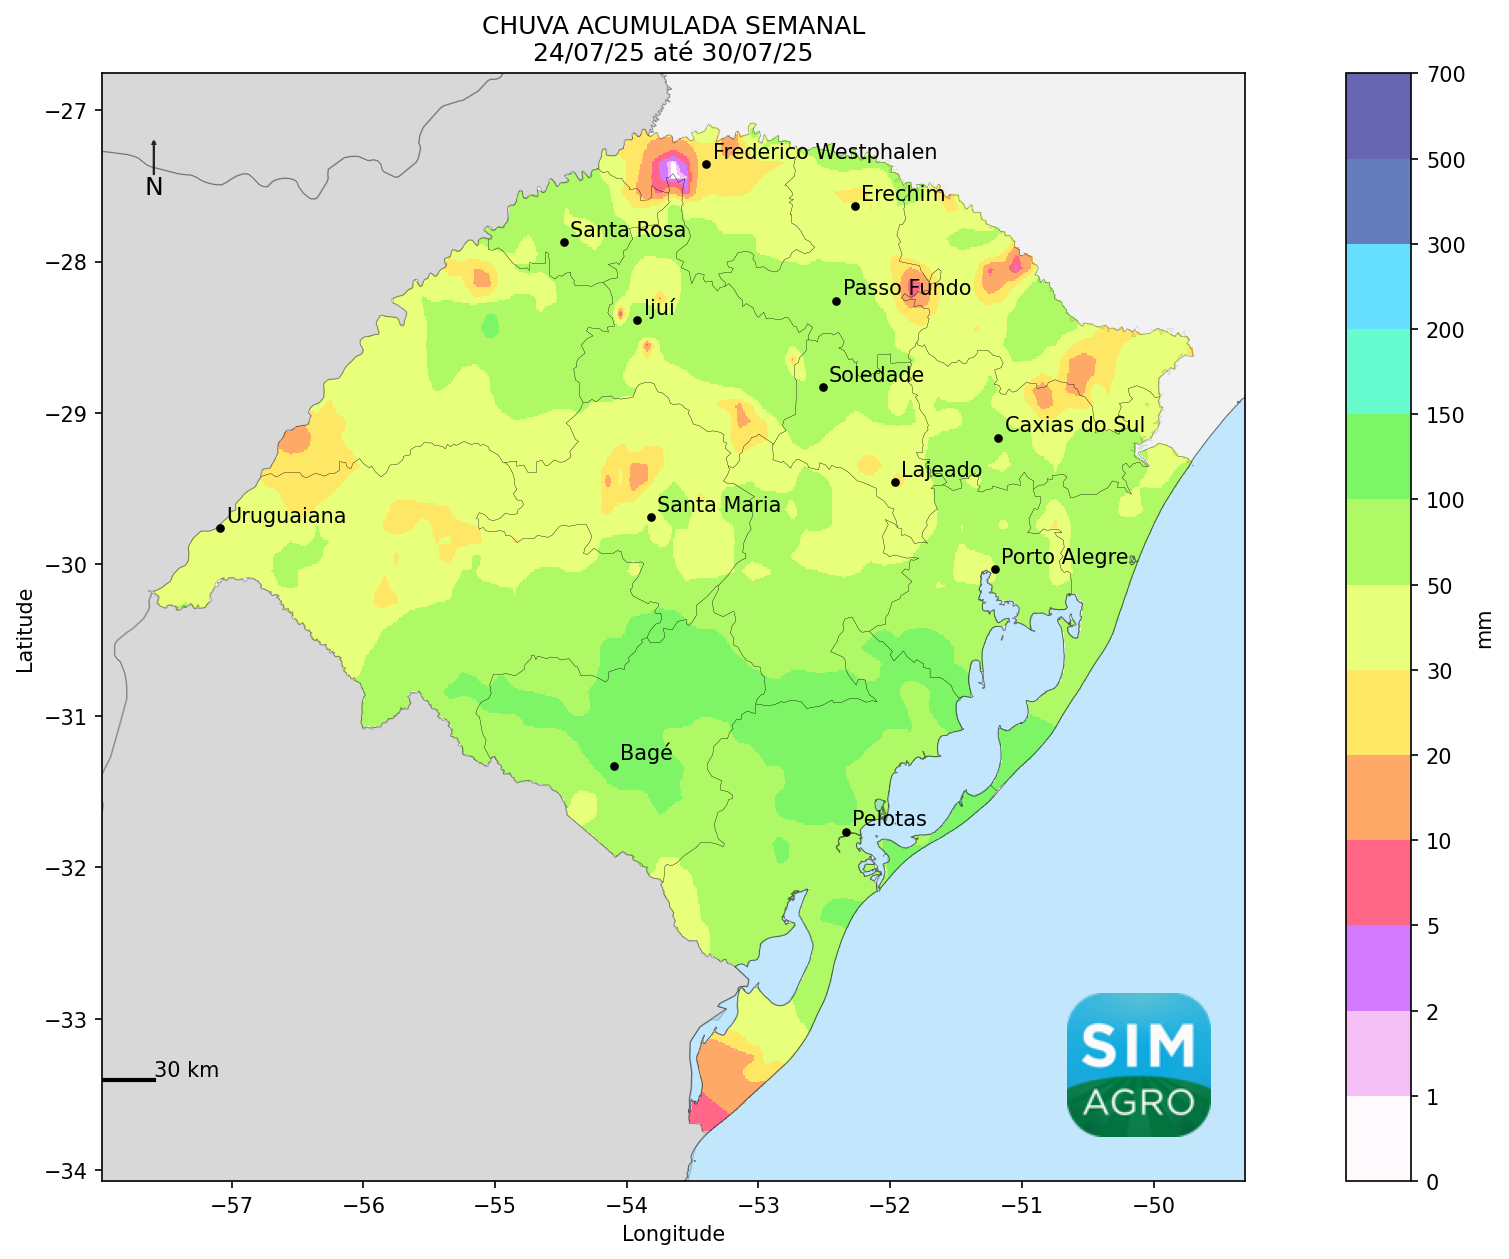 CHUVA ACUMULADA SEMANAL
24/07/25 até 30/07/25
−27
−28
−29
−30
−31
−32
−33
−34
Latitude
N
Frederico Westphalen
Erechim
Santa Rosa
Passo Fundo
Ijuí
Soledade
Caxias do Sul
Lajeado
Santa Maria
Uruguaiana
Porto Alegre
Bagé
Pelotas
30 km
SIM
AGRO
−57
−56
−55
−54
−53
−52
−51
−50
Longitude
700
500
300
200
150
100
50
30
20
10
5
2
1
0
mm